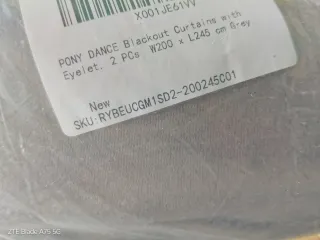 X001JE61VV
PONY DANCE Blackout Curtains with
Eyelet, 2 PCs W200 x L245 cm Grey
New
SKU:RYBEUCGM1SD2-200245C01
ZTE Blade A75 5G